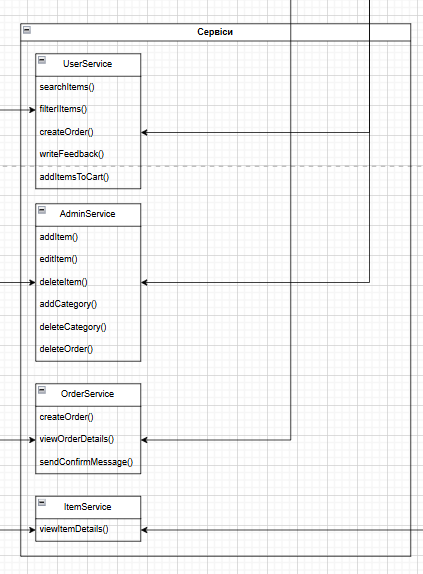 Сервіси
UserService
searchItems()
filterIItems()
createOrder()
writeFeedback()
addItemsToCart()
AdminService
addItem()
editItem()
deleteItem()
addCategory()
deleteCategory()
deleteOrder()
OrderService
createOrder()
viewOrderDetails()
sendConfirmMessage()
ItemService
viewItemDetails()